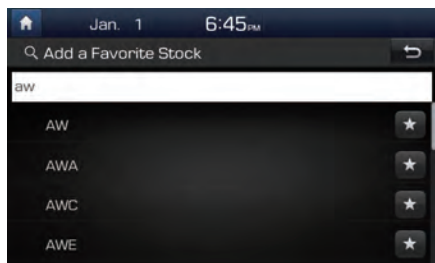 Jan. 1 6:45PM
Add a Favorite Stock
aw
AW
AWA
AWC
AWE